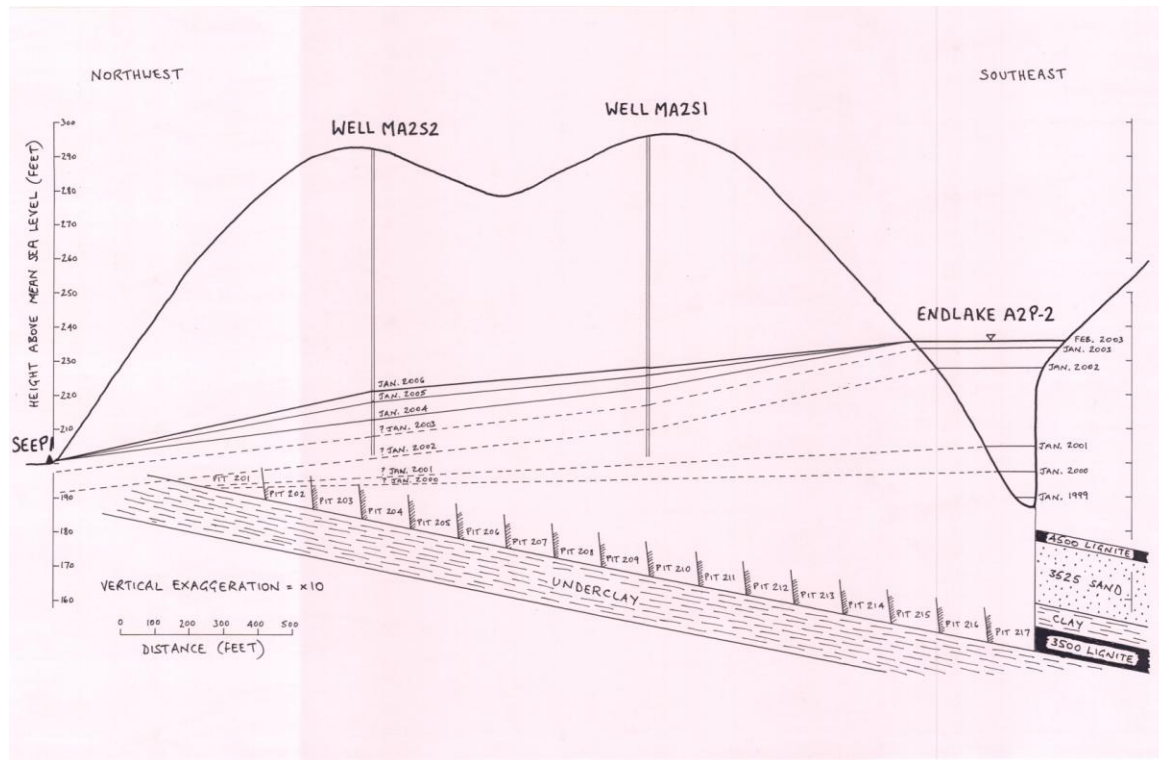 NORTHWEST
SOUTHEAST
WELL MA2S2
WELL MA2S1
HEIGHT ABOVE MEAN SEA LEVEL (FEET)
300
290
280
270
260
250
240
230
220
210
190
180
170
160
SEEP1
ENDLAKE A2P-2
FEB. 2003
JAN. 2003
JAN. 2002
JAN. 2001
JAN. 2000
JAN. 1999
JAN. 2006
JAN. 2005
JAN. 2004
? JAN. 2003
? JAN. 2002
? JAN. 2001
? JAN. 2000
PIT 201
PIT 202
PIT 203
PIT 204
PIT 205
PIT 206
PIT 207
PIT 208
PIT 209
PIT 210
PIT 211
PIT 212
PIT 213
PIT 214
PIT 215
PIT 216
PIT 217
UNDERCLAY
A500 LIGNITE
3525 SAND
CLAY
3500 LIGNITE
VERTICAL EXAGGERATION = x10
0 100 200 300 400 500
DISTANCE (FEET)